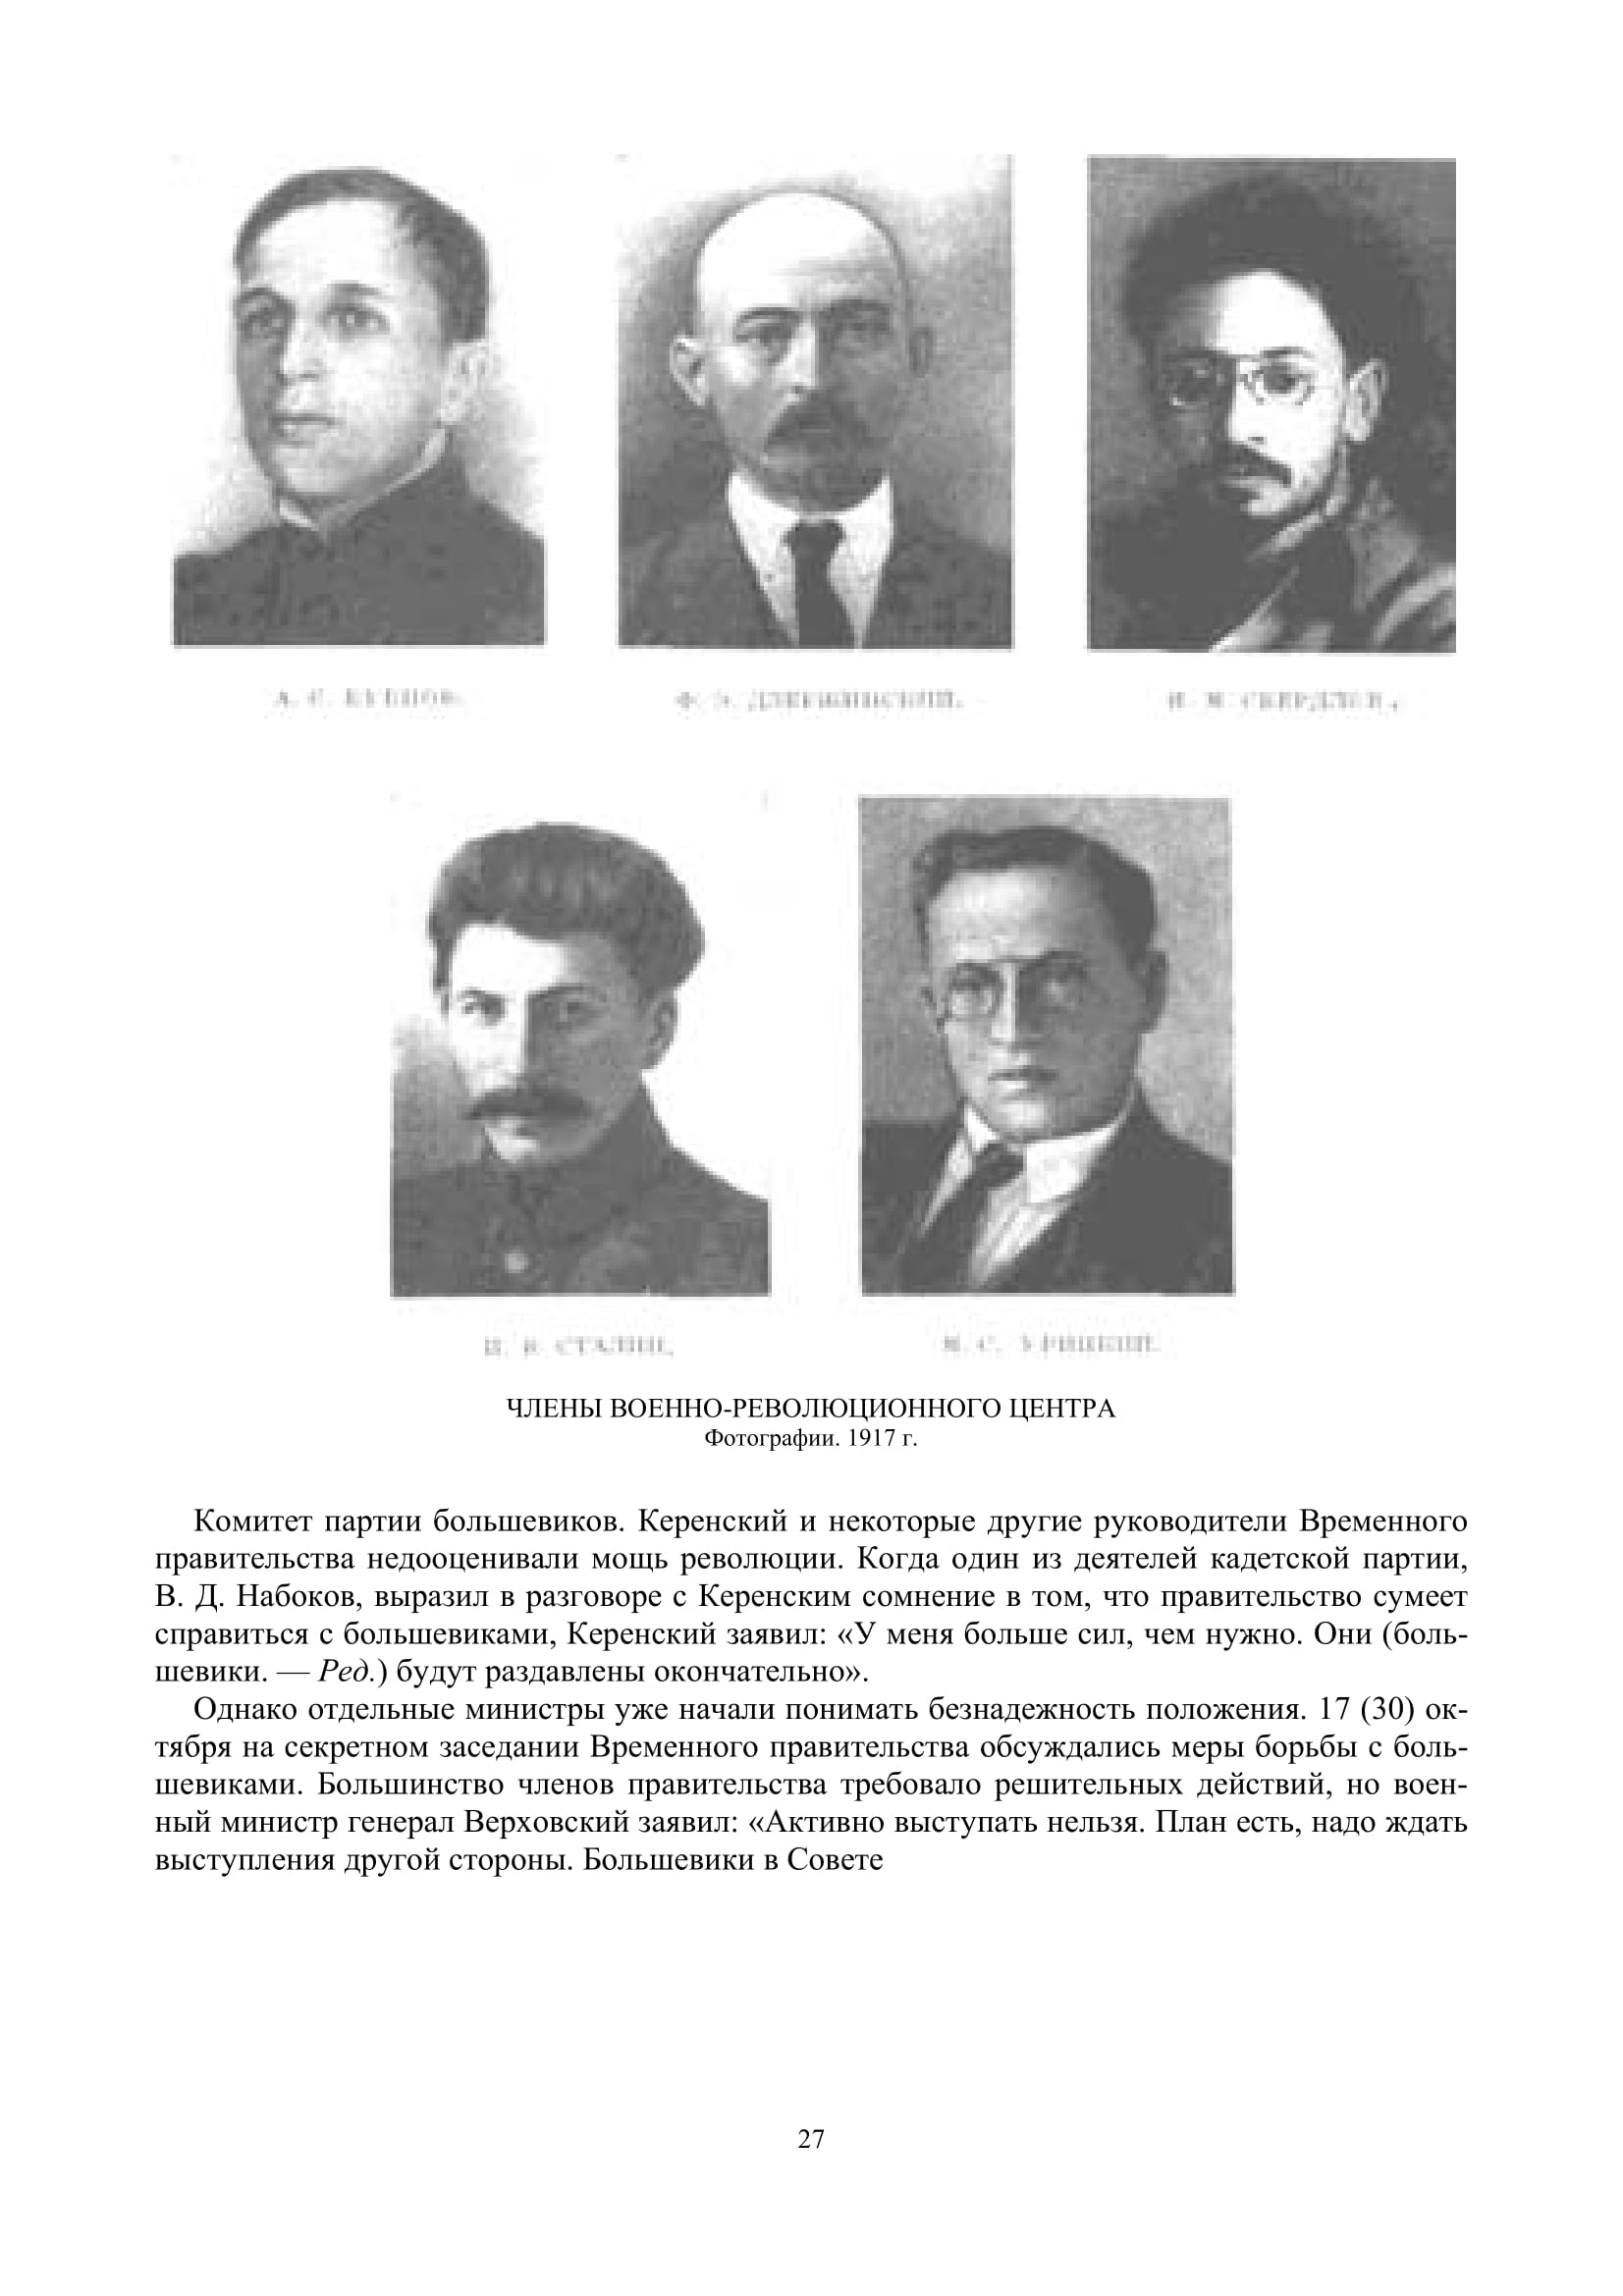 А. С. БУБНОВ.
Ф. Э. ДЗЕРЖИНСКИЙ.
Я. М. СВЕРДЛОВ.
И. В. СТАЛИН.
М. С. УРИЦКИЙ.
ЧЛЕНЫ ВОЕННО-РЕВОЛЮЦИОННОГО ЦЕНТРА
Фотографии. 1917 г.
Комитет партии большевиков. Керенский и некоторые другие руководители Временного
правительства недооценивали мощь революции. Когда один из деятелей кадетской партии,
В. Д. Набоков, выразил в разговоре с Керенским сомнение в том, что правительство сумеет
справиться с большевиками, Керенский заявил: «У меня больше сил, чем нужно. Они (боль-
шевики. — Ред.) будут раздавлены окончательно».
Однако отдельные министры уже начали понимать безнадежность положения. 17 (30) ок-
тября на секретном заседании Временного правительства обсуждались меры борьбы с боль-
шевиками. Большинство членов правительства требовало решительных действий, но воен-
ный министр генерал Верховский заявил: «Активно выступать нельзя. План есть, надо ждать
выступления другой стороны. Большевики в Совете
27